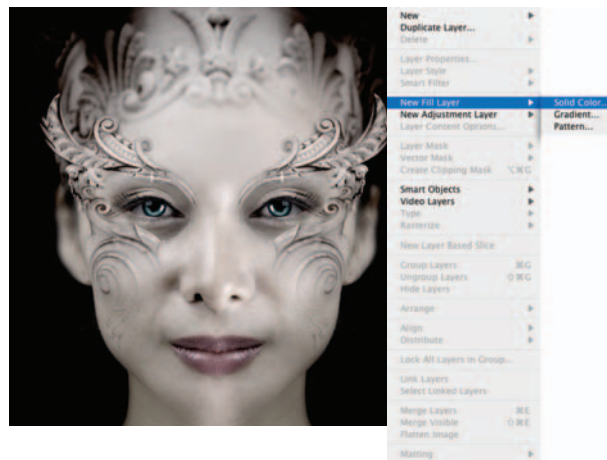 New
Duplicate Layer...
Delete
Layer Properties...
Layer Style
Smart Filter
New Fill Layer
Solid Color...
New Adjustment Layer
Gradient...
Layer Content Options...
Pattern...
Layer Mask
Vector Mask
Create Clipping Mask ⌥⌘G
Smart Objects
Video Layers
Type
Rasterize
New Layer Based Slice
Group Layers ⌘G
Ungroup Layers ⇧⌘G
Hide Layers
Arrange
Align
Distribute
Lock All Layers in Group...
Link Layers
Select Linked Layers
Merge Layers ⌘E
Merge Visible ⇧⌘E
Flatten Image
Matting